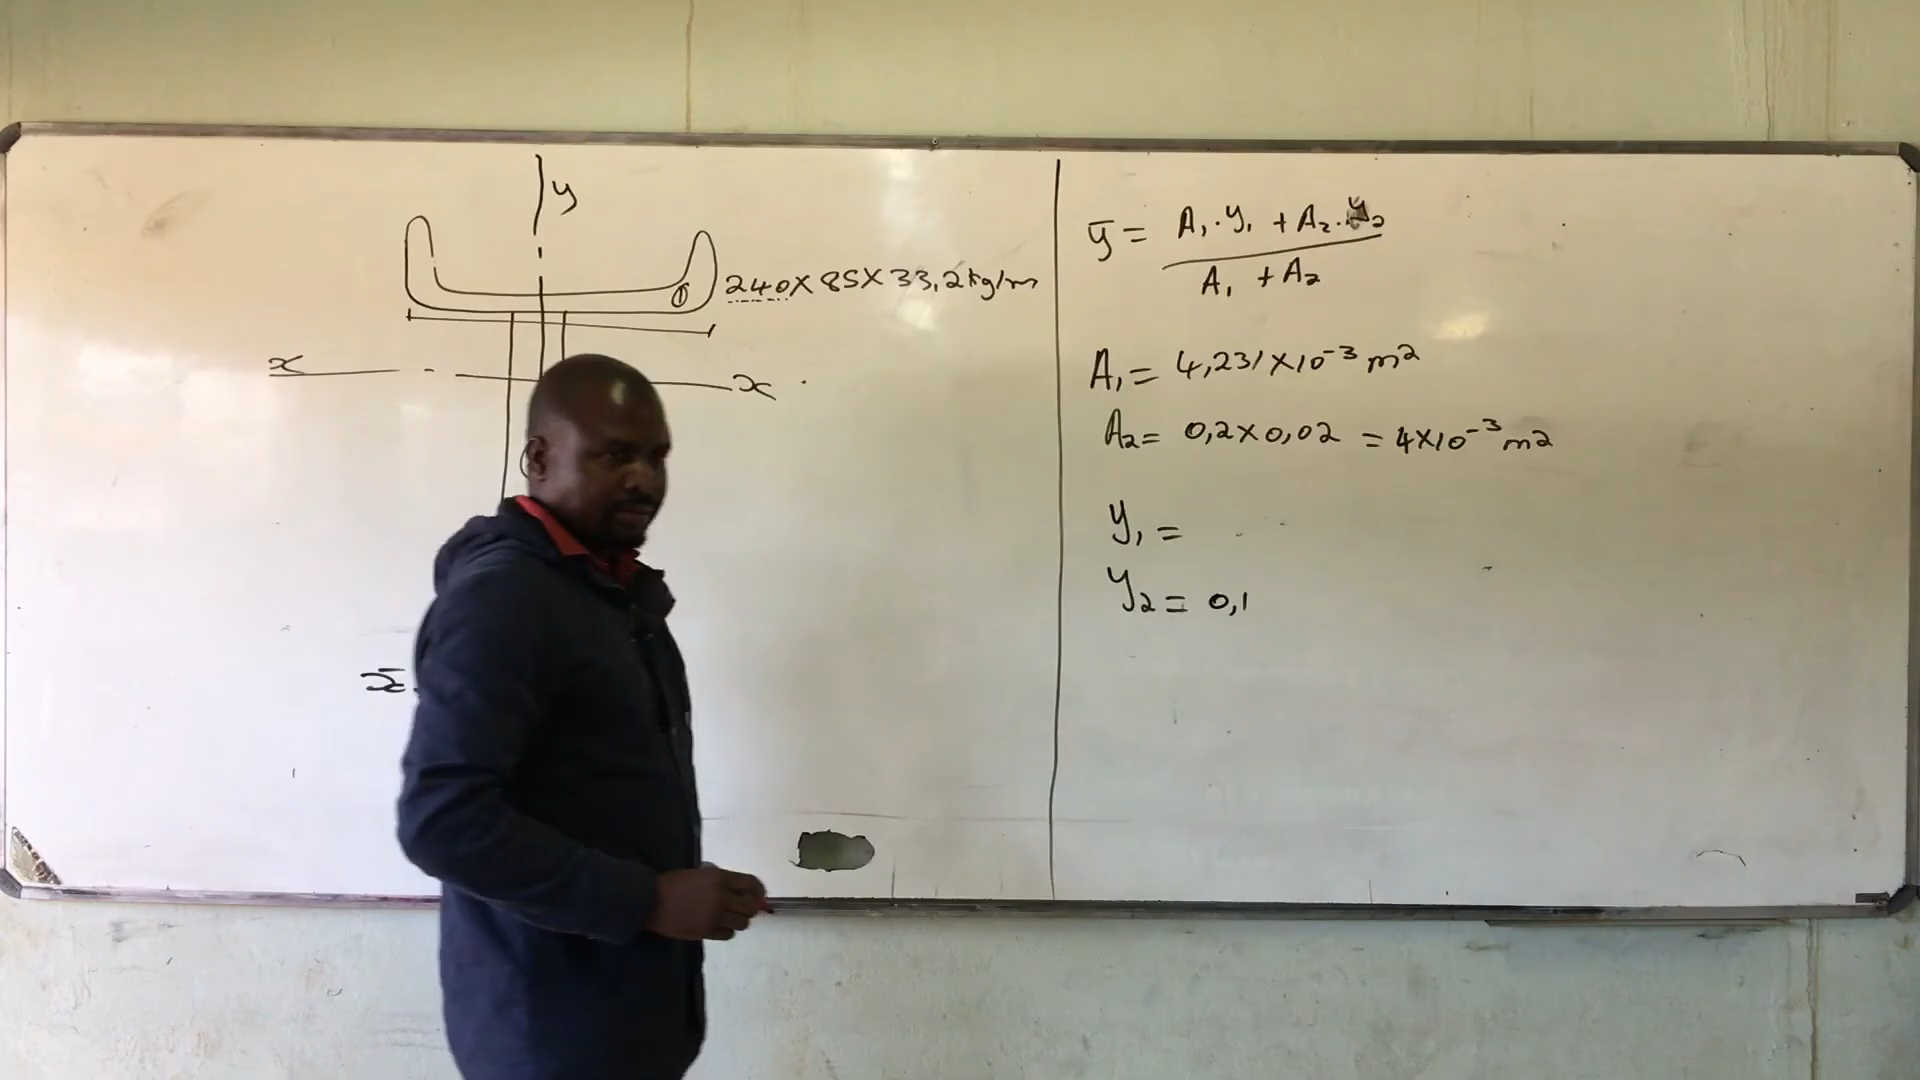 y
①
240X85X33,2kg/m
x
x
x̄
ȳ = A₁·y₁ + A₂·y₂
A₁ + A₂
A₁ = 4,231X10⁻³ m²
A₂ = 0,2X0,02 = 4X10⁻³ m²
y₁ =
y₂ = 0,1